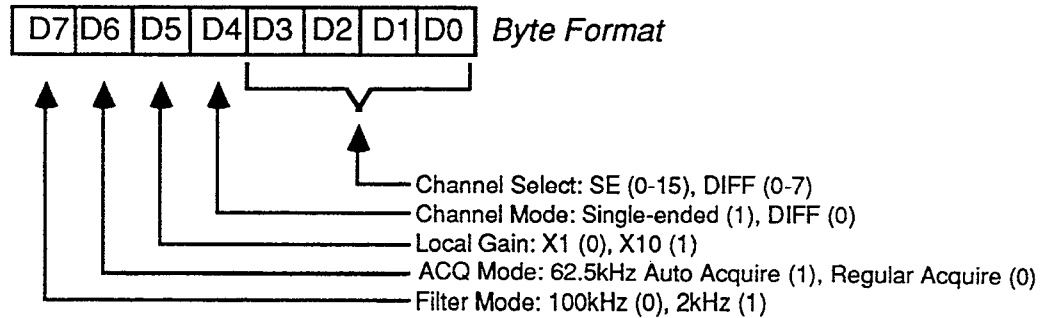 D7 D6 D5 D4 D3 D2 D1 D0 Byte Format
Channel Select: SE (0-15), DIFF (0-7)
Channel Mode: Single-ended (1), DIFF (0)
Local Gain: X1 (0), X10 (1)
ACQ Mode: 62.5kHz Auto Acquire (1), Regular Acquire (0)
Filter Mode: 100kHz (0), 2kHz (1)